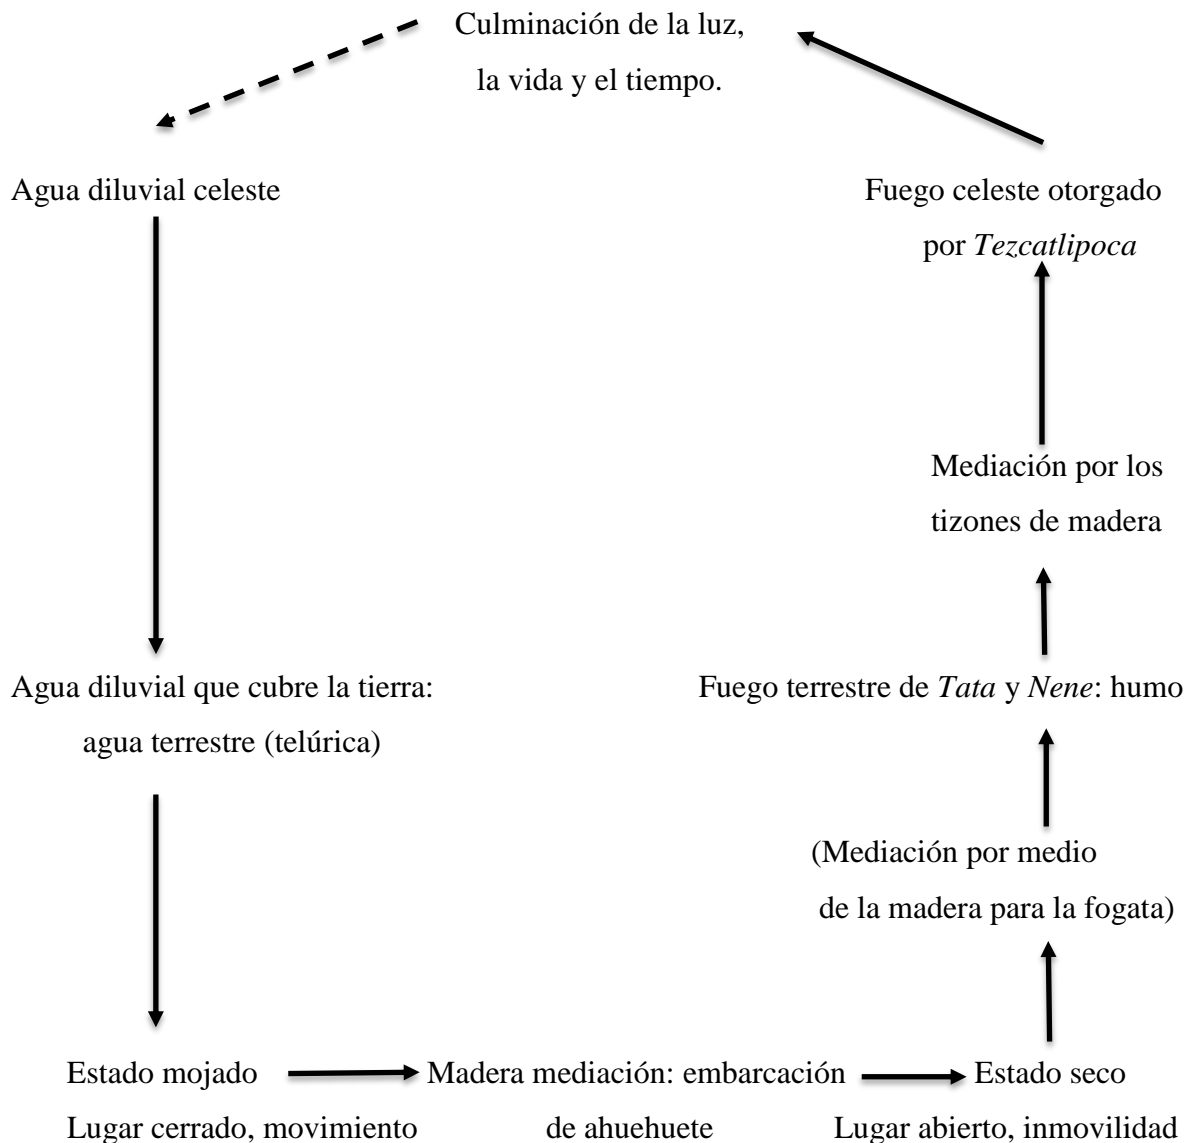 Culminación de la luz,
la vida y el tiempo.
Agua diluvial celeste
Fuego celeste otorgado
por Tezcatlipoca
Mediación por los
tizones de madera
Agua diluvial que cubre la tierra:
agua terrestre (telúrica)
Fuego terrestre de Tata y Nene: humo
(Mediación por medio
de la madera para la fogata)
Estado mojado
Lugar cerrado, movimiento
Madera mediación: embarcación
de ahuehuete
Estado seco
Lugar abierto, inmovilidad